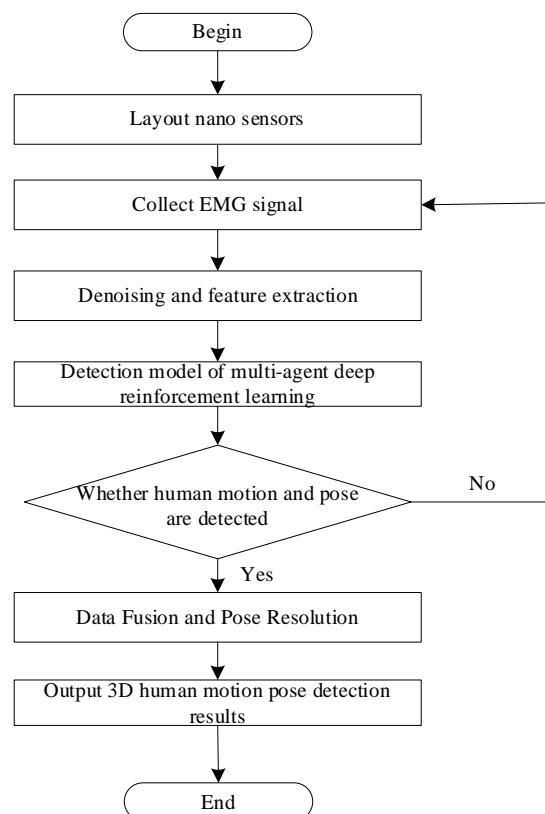 Begin
Layout nano sensors
Collect EMG signal
Denoising and feature extraction
Detection model of multi-agent deep
reinforcement learning
Whether human motion and pose
are detected
No
Yes
Data Fusion and Pose Resolution
Output 3D human motion pose detection
results
End